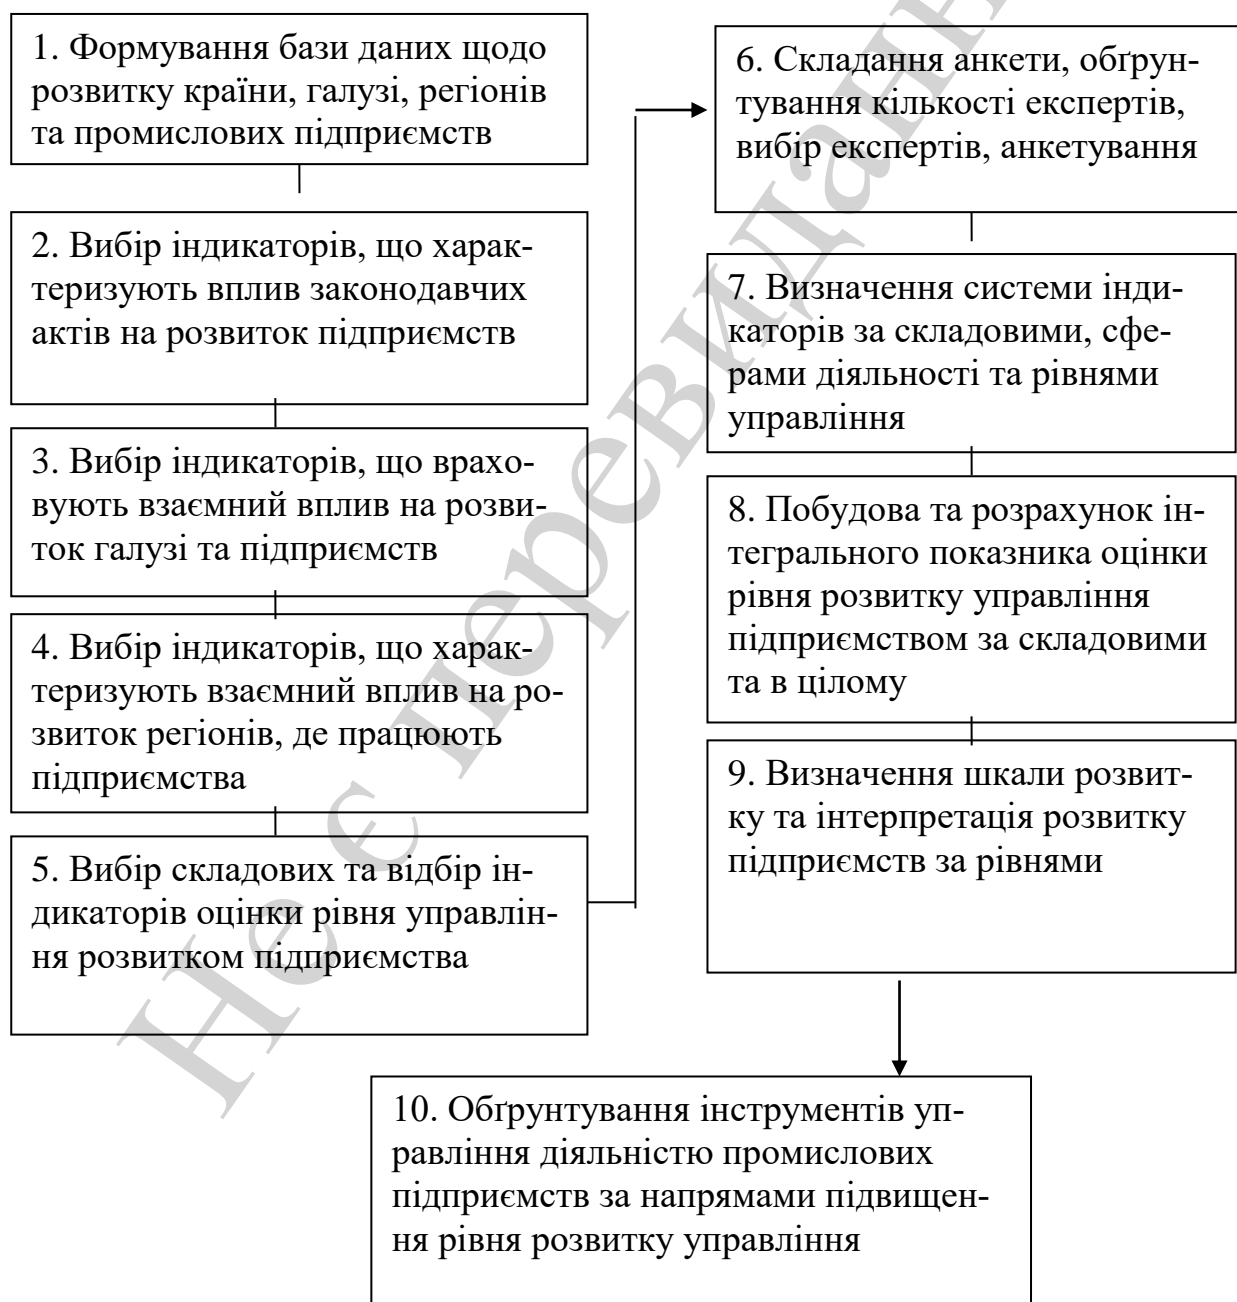 1. Формування бази даних щодо
розвитку країни, галузі, регіонів
та промислових підприємств
2. Вибір індикаторів, що харак-
теризують вплив законодавчих
актів на розвиток підприємств
3. Вибір індикаторів, що врахо-
вують взаємний вплив на розви-
ток галузі та підприємств
4. Вибір індикаторів, що харак-
теризують взаємний вплив на ро-
звиток регіонів, де працюють
підприємства
5. Вибір складових та відбір ін-
дикаторів оцінки рівня управлін-
ня розвитком підприємства
6. Складання анкети, обґрун-
тування кількості експертів,
вибір експертів, анкетування
7. Визначення системи інди-
каторів за складовими, сфе-
рами діяльності та рівнями
управління
8. Побудова та розрахунок ін-
тегрального показника оцінки
рівня розвитку управління
підприємством за складовими
та в цілому
9. Визначення шкали розвит-
ку та інтерпретація розвитку
підприємств за рівнями
10. Обґрунтування інструментів уп-
равління діяльністю промислових
підприємств за напрямами підвищен-
ня рівня розвитку управління
Не є перевидання